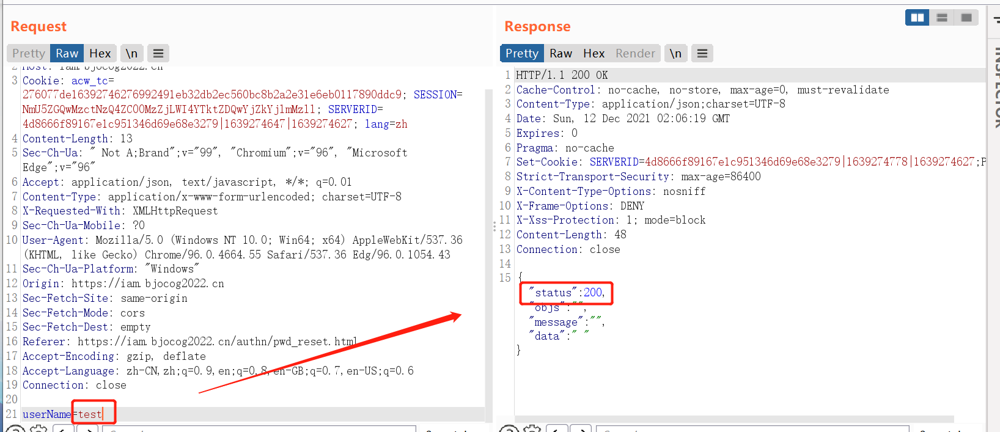 Request
Pretty Raw Hex \n
2 Host: iam.bjocog2022.cn
3 Cookie: acw_tc=
276077de16392746276992491eb32db2ec560bc8b2a2e31e6eb0117890ddc9; SESSION=
NmU5ZGQwMzctNzQ4ZC00MzZjLWI4YTktZDQwYjZkYjlmMzll; SERVERID=
4d8666f89167e1c951346d69e68e3279|1639274647|1639274627; lang=zh
4 Content-Length: 13
5 Sec-Ch-Ua: " Not A;Brand";v="99", "Chromium";v="96", "Microsoft
Edge";v="96"
6 Accept: application/json, text/javascript, */*; q=0.01
7 Content-Type: application/x-www-form-urlencoded; charset=UTF-8
8 X-Requested-With: XMLHttpRequest
9 Sec-Ch-Ua-Mobile: ?0
10 User-Agent: Mozilla/5.0 (Windows NT 10.0; Win64; x64) AppleWebKit/537.36
(KHTML, like Gecko) Chrome/96.0.4664.55 Safari/537.36 Edg/96.0.1054.43
11 Sec-Ch-Ua-Platform: "Windows"
12 Origin: https://iam.bjocog2022.cn
13 Sec-Fetch-Site: same-origin
14 Sec-Fetch-Mode: cors
15 Sec-Fetch-Dest: empty
16 Referer: https://iam.bjocog2022.cn/authn/pwd_reset.html
17 Accept-Encoding: gzip, deflate
18 Accept-Language: zh-CN,zh;q=0.9,en;q=0.8,en-GB;q=0.7,en-US;q=0.6
19 Connection: close
20
21 userName=test
Response
Pretty Raw Hex Render \n
1 HTTP/1.1 200 OK
2 Cache-Control: no-cache, no-store, max-age=0, must-revalidate
3 Content-Type: application/json;charset=UTF-8
4 Date: Sun, 12 Dec 2021 02:06:19 GMT
5 Expires: 0
6 Pragma: no-cache
7 Set-Cookie: SERVERID=4d8666f89167e1c951346d69e68e3279|1639274778|1639274627;P
8 Strict-Transport-Security: max-age=86400
9 X-Content-Type-Options: nosniff
10 X-Frame-Options: DENY
11 X-Xss-Protection: 1; mode=block
12 Content-Length: 48
13 Connection: close
14
15 {
"status":200,
"objs":"",
"message":"",
"data":" "
}
INSPECTOR